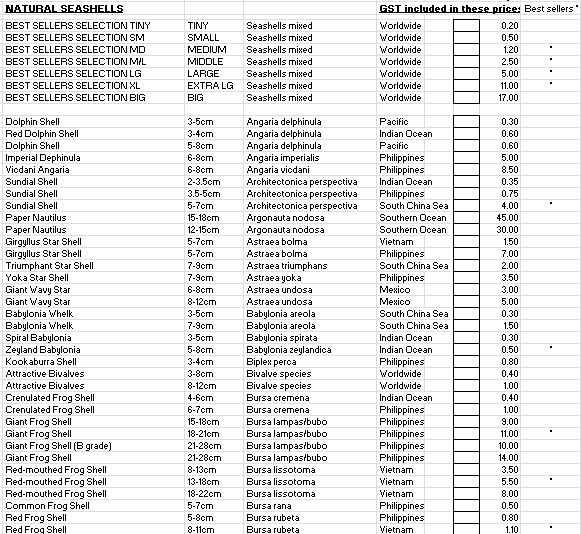 NATURAL SEASHELLS GST included in these prices Best sellers *
BEST SELLERS SELECTION TINY TINY Seashells mixed Worldwide 0.20
BEST SELLERS SELECTION SM SMALL Seashells mixed Worldwide 0.50
BEST SELLERS SELECTION MD MEDIUM Seashells mixed Worldwide 1.20 *
BEST SELLERS SELECTION M/L MIDDLE Seashells mixed Worldwide 2.50 *
BEST SELLERS SELECTION LG LARGE Seashells mixed Worldwide 5.00 *
BEST SELLERS SELECTION XL EXTRA LG Seashells mixed Worldwide 11.00 *
BEST SELLERS SELECTION BIG BIG Seashells mixed Worldwide 17.00
Dolphin Shell 3-5cm Angaria delphinula Pacific 0.30
Red Dolphin Shell 3-4cm Angaria delphinula Indian Ocean 0.60
Dolphin Shell 5-8cm Angaria delphinula Pacific 0.60
Imperial Dephinula 6-8cm Angaria imperialis Philippines 5.00
Vicdani Angaria 6-8cm Angaria vicdani Philippines 8.50
Sundial Shell 2-3.5cm Architectonica perspectiva Indian Ocean 0.35
Sundial Shell 3.5-5cm Architectonica perspectiva Philippines 0.75
Sundial Shell 5-7cm Architectonica perspectiva South China Sea 4.00 *
Paper Nautilus 15-18cm Argonauta nodosa Southern Ocean 45.00
Paper Nautilus 12-15cm Argonauta nodosa Southern Ocean 30.00
Girgyllus Star Shell 5-7cm Astraea bolma Vietnam 1.50
Girgyllus Star Shell 5-7cm Astraea bolma Philippines 7.00
Triumphant Star Shell 7-9cm Astraea triumphans South China Sea 2.00
Yoka Star Shell 7-9cm Astraea yoka Philippines 3.50
Giant Wavy Star 6-8cm Astraea undosa Mexico 3.00
Giant Wavy Star 8-12cm Astraea undosa Mexico 5.00
Babylonia Whelk 3-5cm Babylonia areola South China Sea 0.30
Babylonia Whelk 7-9cm Babylonia areola South China Sea 1.50
Spiral Babylonia 3-5cm Babylonia spirata Indian Ocean 0.30
Zeyland Babylonia 5-8cm Babylonia zeylandica Indian Ocean 0.50 *
Kookaburra Shell 3-4cm Biplex perca Philippines 0.80
Attractive Bivalves 3-8cm Bivalve species Worldwide 0.40
Attractive Bivalves 8-12cm Bivalve species Worldwide 1.00
Crenulated Frog Shell 4-6cm Bursa cremena Indian Ocean 0.40
Crenulated Frog Shell 6-7cm Bursa cremena Philippines 1.00
Giant Frog Shell 15-18cm Bursa lampas/bubo Philippines 9.00
Giant Frog Shell 18-21cm Bursa lampas/bubo Philippines 11.00 *
Giant Frog Shell (B grade) 21-28cm Bursa lampas/bubo Philippines 10.00
Giant Frog Shell 21-28cm Bursa lampas/bubo Philippines 14.00
Red-mouthed Frog Shell 8-13cm Bursa lissotoma Vietnam 3.50
Red-mouthed Frog Shell 13-18cm Bursa lissotoma Vietnam 5.50 *
Red-mouthed Frog Shell 18-22cm Bursa lissotoma Vietnam 8.00
Common Frog Shell 5-7cm Bursa rana Philippines 0.50
Red Frog Shell 5-8cm Bursa rubeta Philippines 0.80
Red Frog Shell 8-11cm Bursa rubeta Vietnam 1.10 *